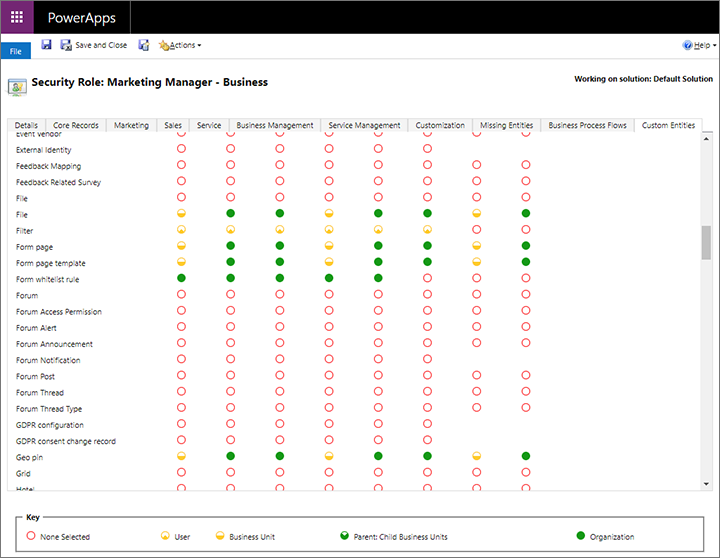 PowerApps
File
Save and Close
Actions
Help
Security Role: Marketing Manager - Business
Working on solution: Default Solution
Details Core Records Marketing Sales Service Business Management Service Management Customization Missing Entities Business Process Flows Custom Entities
Event Vendor
External Identity
Feedback Mapping
Feedback Related Survey
File
File
Filter
Form page
Form page template
Form whitelist rule
Forum
Forum Access Permission
Forum Alert
Forum Announcement
Forum Notification
Forum Post
Forum Thread
Forum Thread Type
GDPR configuration
GDPR consent change record
Geo pin
Grid
Hotel
Key
None Selected User Business Unit Parent: Child Business Units Organization